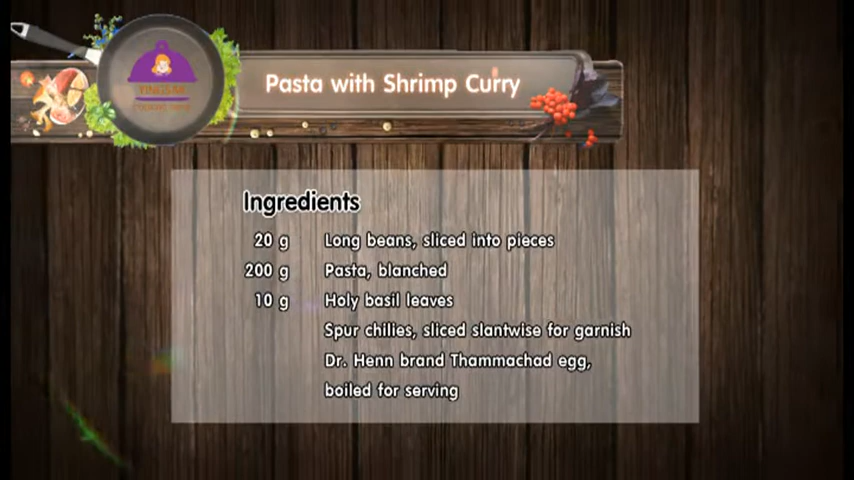 Pasta with Shrimp Curry
Ingredients
20 g Long beans, sliced into pieces
200 g Pasta, blanched
10 g Holy basil leaves
Spur chilies, sliced slantwise for garnish
Dr. Henn brand Thammachad egg,
boiled for serving